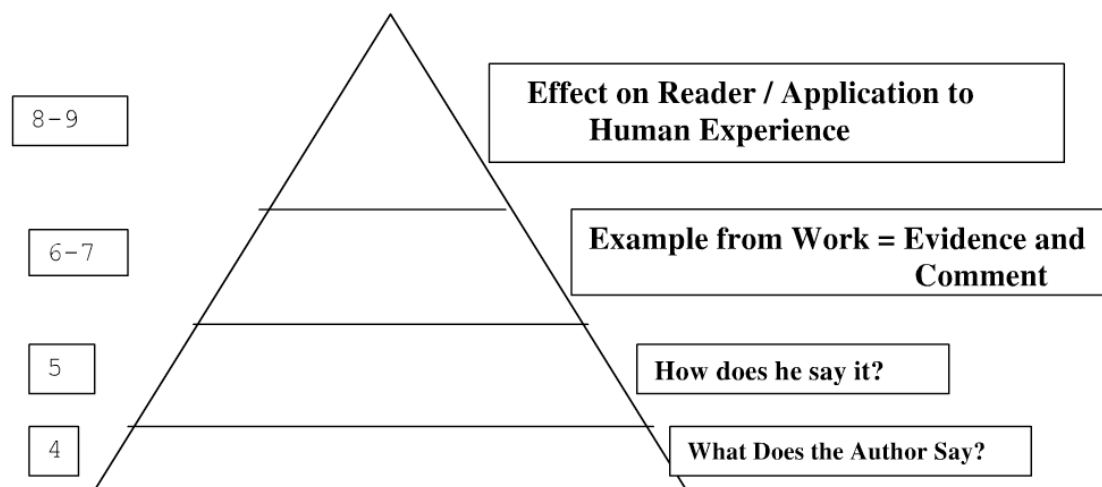 8-9
Effect on Reader / Application to
Human Experience
6-7
Example from Work = Evidence and
Comment
5
How does he say it?
4
What Does the Author Say?